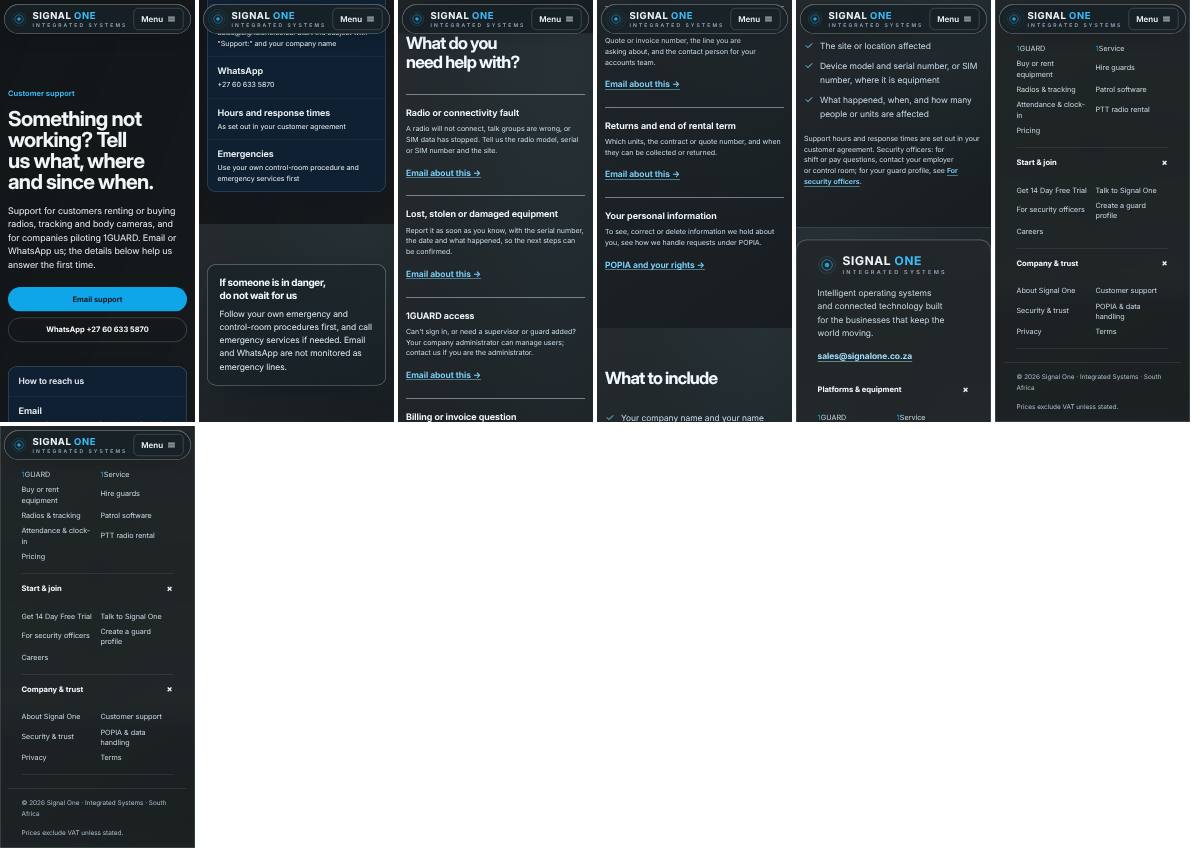 SIGNAL ONE
INTEGRATED SYSTEMS
Menu
Customer support
Something not
working? Tell
us what, where
and since when.
Support for customers renting or buying
radios, tracking and body cameras, and
for companies piloting 1GUARD. Email or
WhatsApp us; the details below help us
answer the first time.
Email support
WhatsApp +27 60 633 5870
How to reach us
Email
SIGNAL ONE
INTEGRATED SYSTEMS
Menu
"Support:" and your company name
WhatsApp
+27 60 633 5870
Hours and response times
As set out in your customer agreement
Emergencies
Use your own control-room procedure and
emergency services first
If someone is in danger,
do not wait for us
Follow your own emergency and
control-room procedures first, and call
emergency services if needed. Email
and WhatsApp are not monitored as
emergency lines.
SIGNAL ONE
INTEGRATED SYSTEMS
Menu
What do you
need help with?
Radio or connectivity fault
A radio will not connect, talk groups are wrong, or
SIM data has stopped. Tell us the radio model, serial
or SIM number and the site.
Email about this →
Lost, stolen or damaged equipment
Report it as soon as you know, with the serial number,
the date and what happened, so the next steps can
be confirmed.
Email about this →
1GUARD access
Can't sign in, or need a supervisor or guard added?
Your company administrator can manage users;
contact us if you are the administrator.
Email about this →
Billing or invoice question
SIGNAL ONE
INTEGRATED SYSTEMS
Menu
Quote or invoice number, the line you are
asking about, and the contact person for your
accounts team.
Email about this →
Returns and end of rental term
Which units, the contract or quote number, and when
they can be collected or returned.
Email about this →
Your personal information
To see, correct or delete information we hold about
you, see how we handle requests under POPIA.
POPIA and your rights →
What to include
✓ Your company name and your name
SIGNAL ONE
INTEGRATED SYSTEMS
Menu
✓ The site or location affected
✓ Device model and serial number, or SIM
number, where it is equipment
✓ What happened, when, and how many
people or units are affected
Support hours and response times are set out in your
customer agreement. Security officers: for
shift or pay questions, contact your employer
or control room; for your guard profile, see For
security officers.
SIGNAL ONE
INTEGRATED SYSTEMS
Intelligent operating systems
and connected technology built
for the businesses that keep the
world moving.
sales@signalone.co.za
Platforms & equipment
1GUARD 1Service
SIGNAL ONE
INTEGRATED SYSTEMS
Menu
1GUARD 1Service
Buy or rent
equipment
Hire guards
Radios & tracking Patrol software
Attendance & clock-
in
PTT radio rental
Pricing
Start & join
Get 14 Day Free Trial Talk to Signal One
For security officers
Create a guard
profile
Careers
Company & trust
About Signal One Customer support
Security & trust
POPIA & data
handling
Privacy Terms
© 2026 Signal One · Integrated Systems · South
Africa
Prices exclude VAT unless stated.
SIGNAL ONE
INTEGRATED SYSTEMS
Menu
1GUARD 1Service
Buy or rent
equipment
Hire guards
Radios & tracking Patrol software
Attendance & clock-
in
PTT radio rental
Pricing
Start & join
Get 14 Day Free Trial Talk to Signal One
For security officers
Create a guard
profile
Careers
Company & trust
About Signal One Customer support
Security & trust
POPIA & data
handling
Privacy Terms
© 2026 Signal One · Integrated Systems · South
Africa
Prices exclude VAT unless stated.